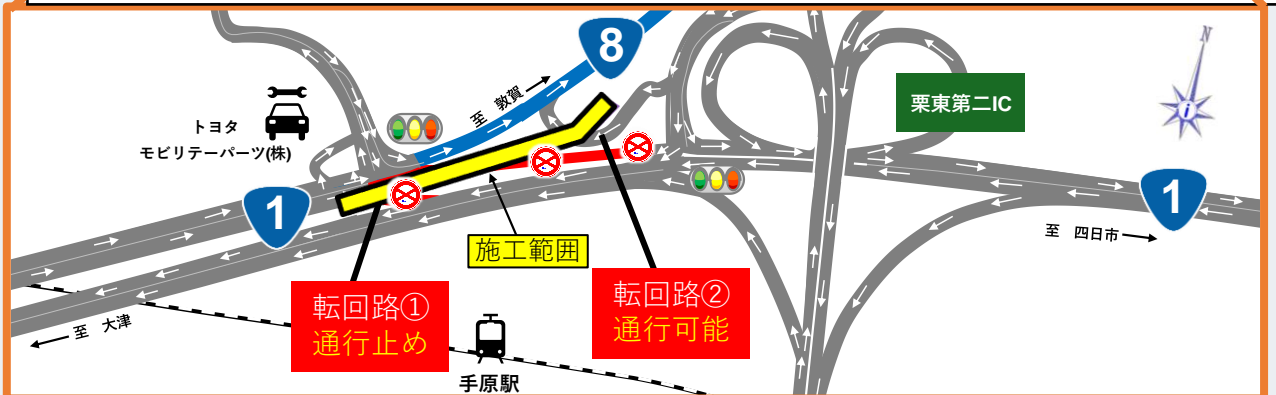 N
8
至 敦賀
栗東第二IC
トヨタ
モビリテーパーツ(株)
1
1
施工範囲
至 四日市
転回路①
通行止め
転回路②
通行可能
至 大津
手原駅